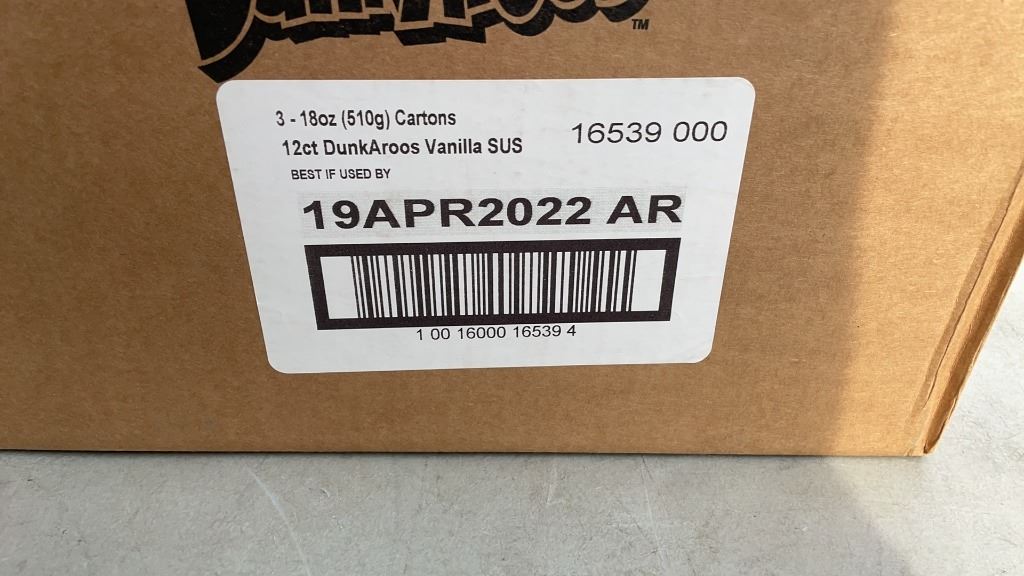 DunkAroos™
3 - 18oz (510g) Cartons
16539 000
12ct DunkAroos Vanilla SUS
BEST IF USED BY
19APR2022 AR
1 00 16000 16539 4